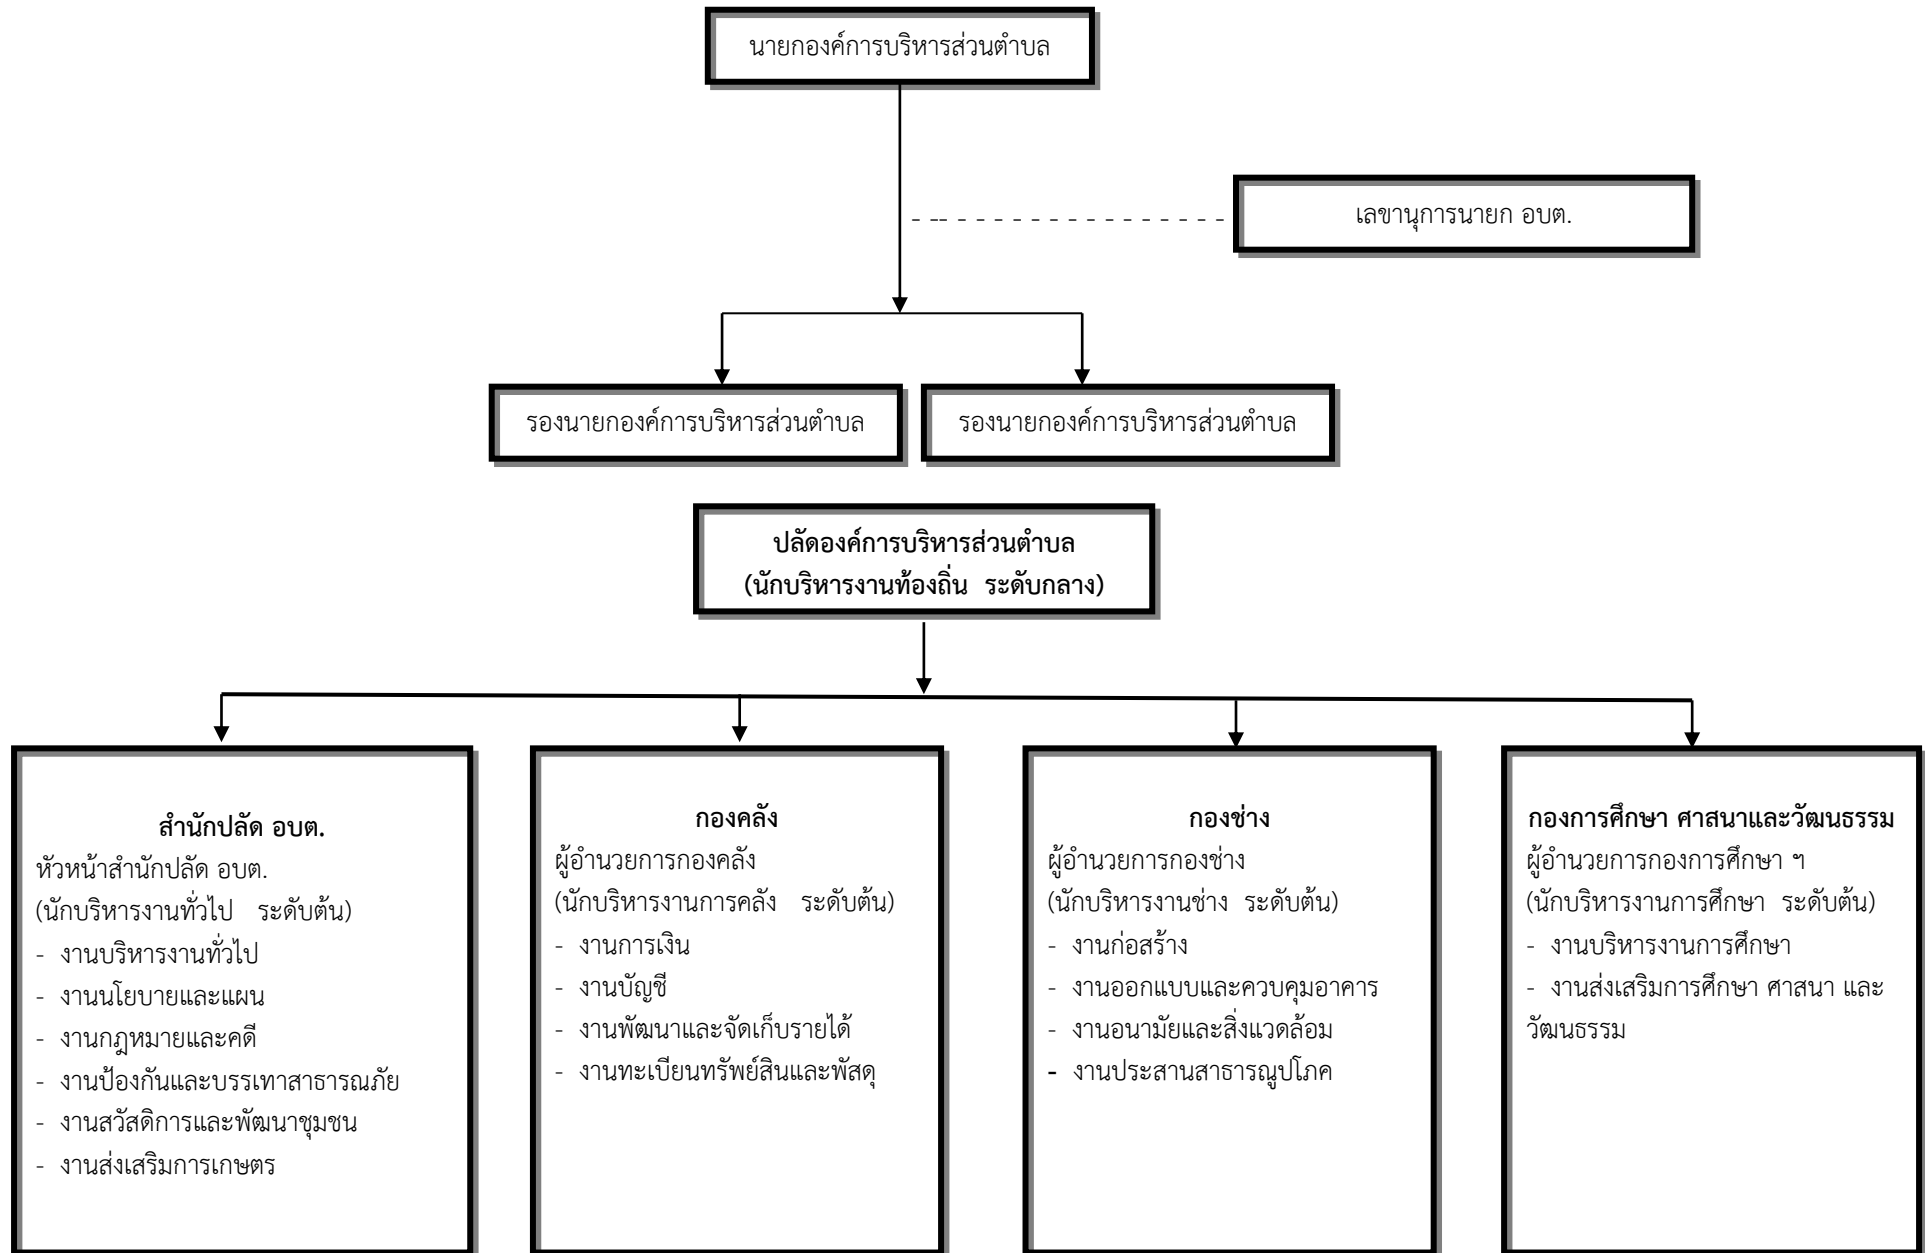 นายกองค์การบริหารส่วนตำบล
เลขานุการนายก อบต.
รองนายกองค์การบริหารส่วนตำบล
รองนายกองค์การบริหารส่วนตำบล
ปลัดองค์การบริหารส่วนตำบล
(นักบริหารงานท้องถิ่น ระดับกลาง)
สำนักปลัด อบต.
หัวหน้าสำนักปลัด อบต.
(นักบริหารงานทั่วไป ระดับต้น)
- งานบริหารงานทั่วไป
- งานนโยบายและแผน
- งานกฎหมายและคดี
- งานป้องกันและบรรเทาสาธารณภัย
- งานสวัสดิการและพัฒนาชุมชน
- งานส่งเสริมการเกษตร
กองคลัง
ผู้อำนวยการกองคลัง
(นักบริหารงานการคลัง ระดับต้น)
- งานการเงิน
- งานบัญชี
- งานพัฒนาและจัดเก็บรายได้
- งานทะเบียนทรัพย์สินและพัสดุ
กองช่าง
ผู้อำนวยการกองช่าง
(นักบริหารงานช่าง ระดับต้น)
- งานก่อสร้าง
- งานออกแบบและควบคุมอาคาร
- งานอนามัยและสิ่งแวดล้อม
- งานประสานสาธารณูปโภค
กองการศึกษา ศาสนาและวัฒนธรรม
ผู้อำนวยการกองการศึกษา ฯ
(นักบริหารงานการศึกษา ระดับต้น)
- งานบริหารงานการศึกษา
- งานส่งเสริมการศึกษา ศาสนา และ
วัฒนธรรม